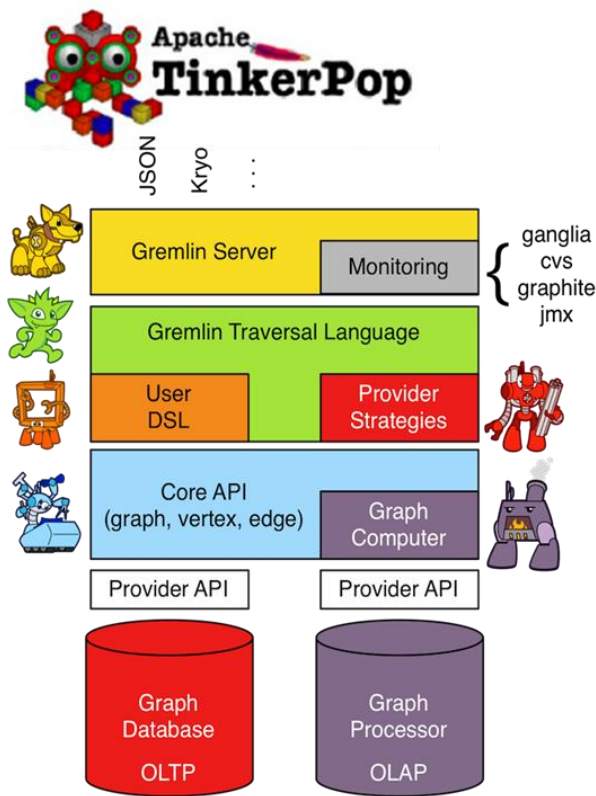 Apache
TinkerPop
JSON
Kryo
. . .
Gremlin Server
Monitoring
ganglia
cvs
graphite
jmx
Gremlin Traversal Language
User
DSL
Provider
Strategies
Core API
(graph, vertex, edge)
Graph
Computer
Provider API
Provider API
Graph
Database
OLTP
Graph
Processor
OLAP